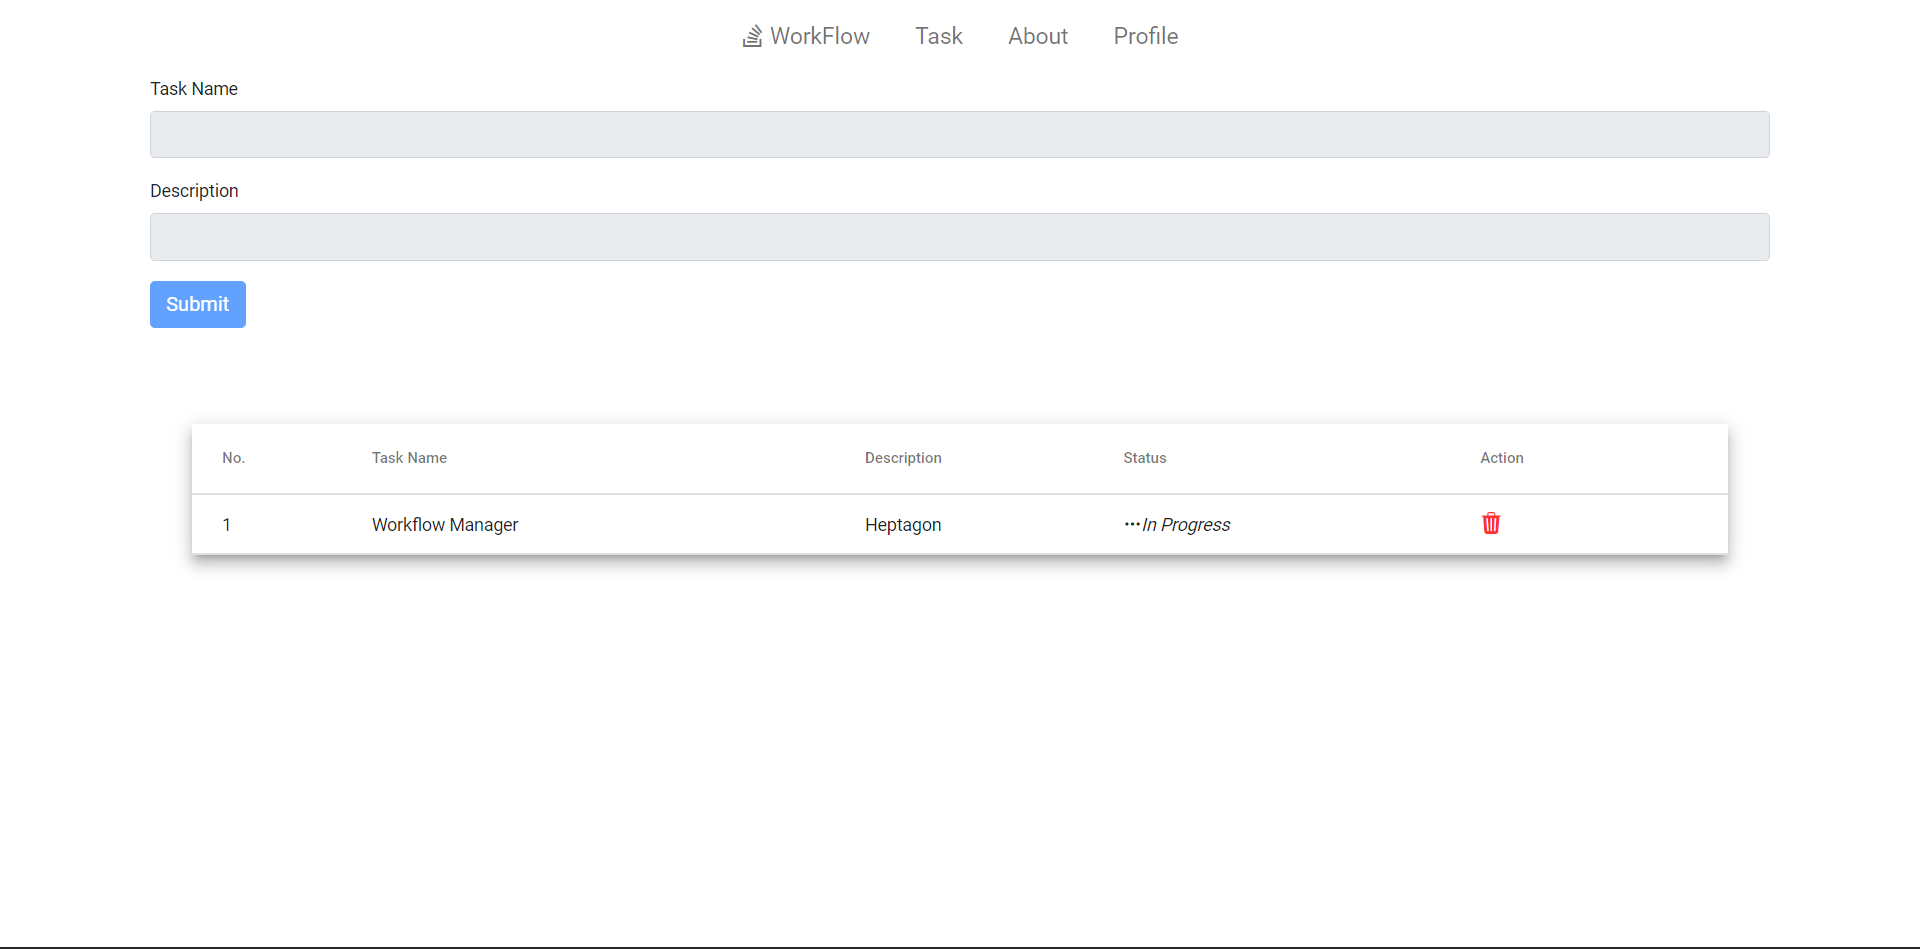 WorkFlow Task About Profile
Task Name
Description
Submit
No. Task Name Description Status Action
1 Workflow Manager Heptagon ···In Progress